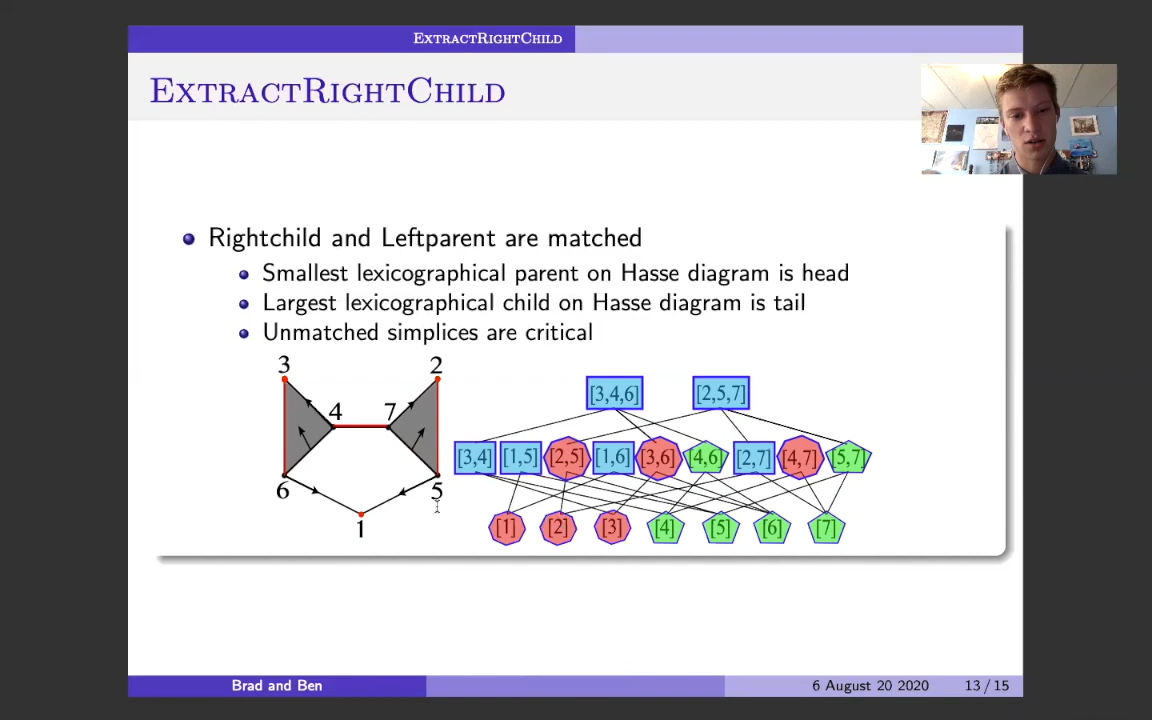 EXTRACTRIGHTCHILD
EXTRACTRIGHTCHILD
Rightchild and Leftparent are matched
Smallest lexicographical parent on Hasse diagram is head
Largest lexicographical child on Hasse diagram is tail
Unmatched simplices are critical
3 2
4 7
6 5
1
[3,4,6] [2,5,7]
[3,4] [1,5] [2,5] [1,6] [3,6] [4,6] [2,7] [4,7] [5,7]
[1] [2] [3] [4] [5] [6] [7]
Brad and Ben 6 August 20 2020 13 / 15